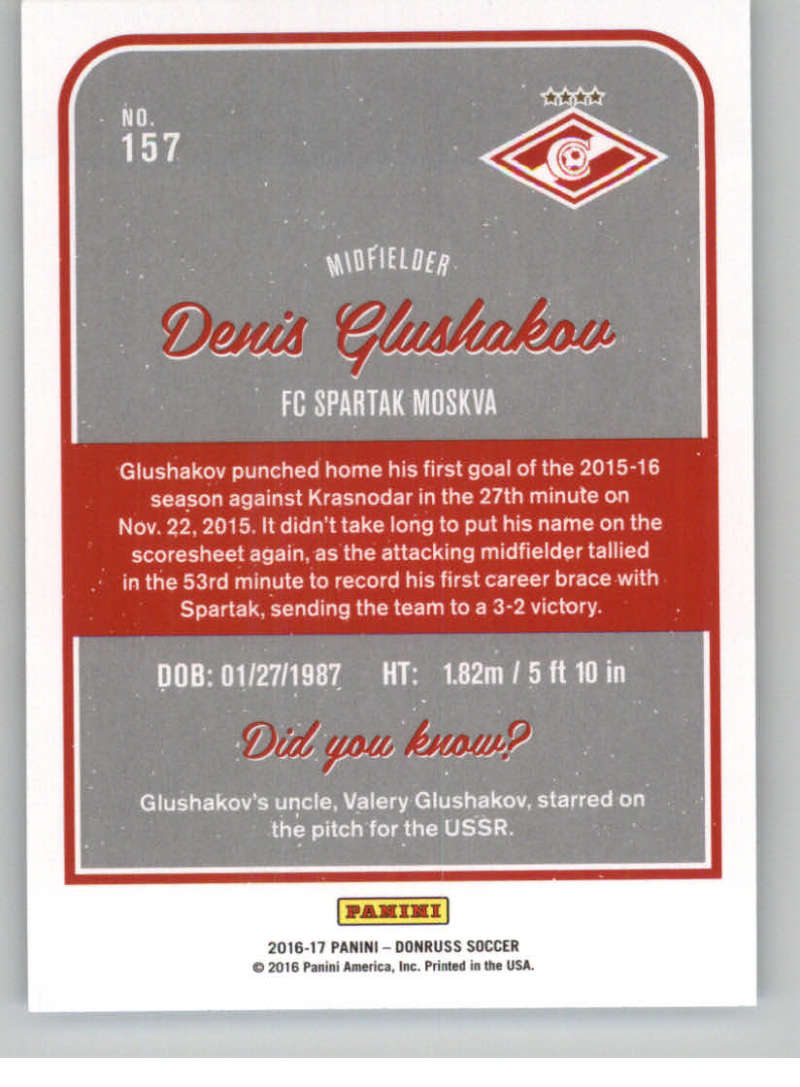 NO.
157
MIDFIELDER
Denis Glushakov
FC SPARTAK MOSKVA
Glushakov punched home his first goal of the 2015-16
season against Krasnodar in the 27th minute on
Nov. 22, 2015. It didn't take long to put his name on the
scoresheet again, as the attacking midfielder tallied
in the 53rd minute to record his first career brace with
Spartak, sending the team to a 3-2 victory.
DOB: 01/27/1987 HT: 1.82m / 5 ft 10 in
Did you know?
Glushakov's uncle, Valery Glushakov, starred on
the pitch for the USSR.
PANINI
2016-17 PANINI – DONRUSS SOCCER
© 2016 Panini America, Inc. Printed in the USA.